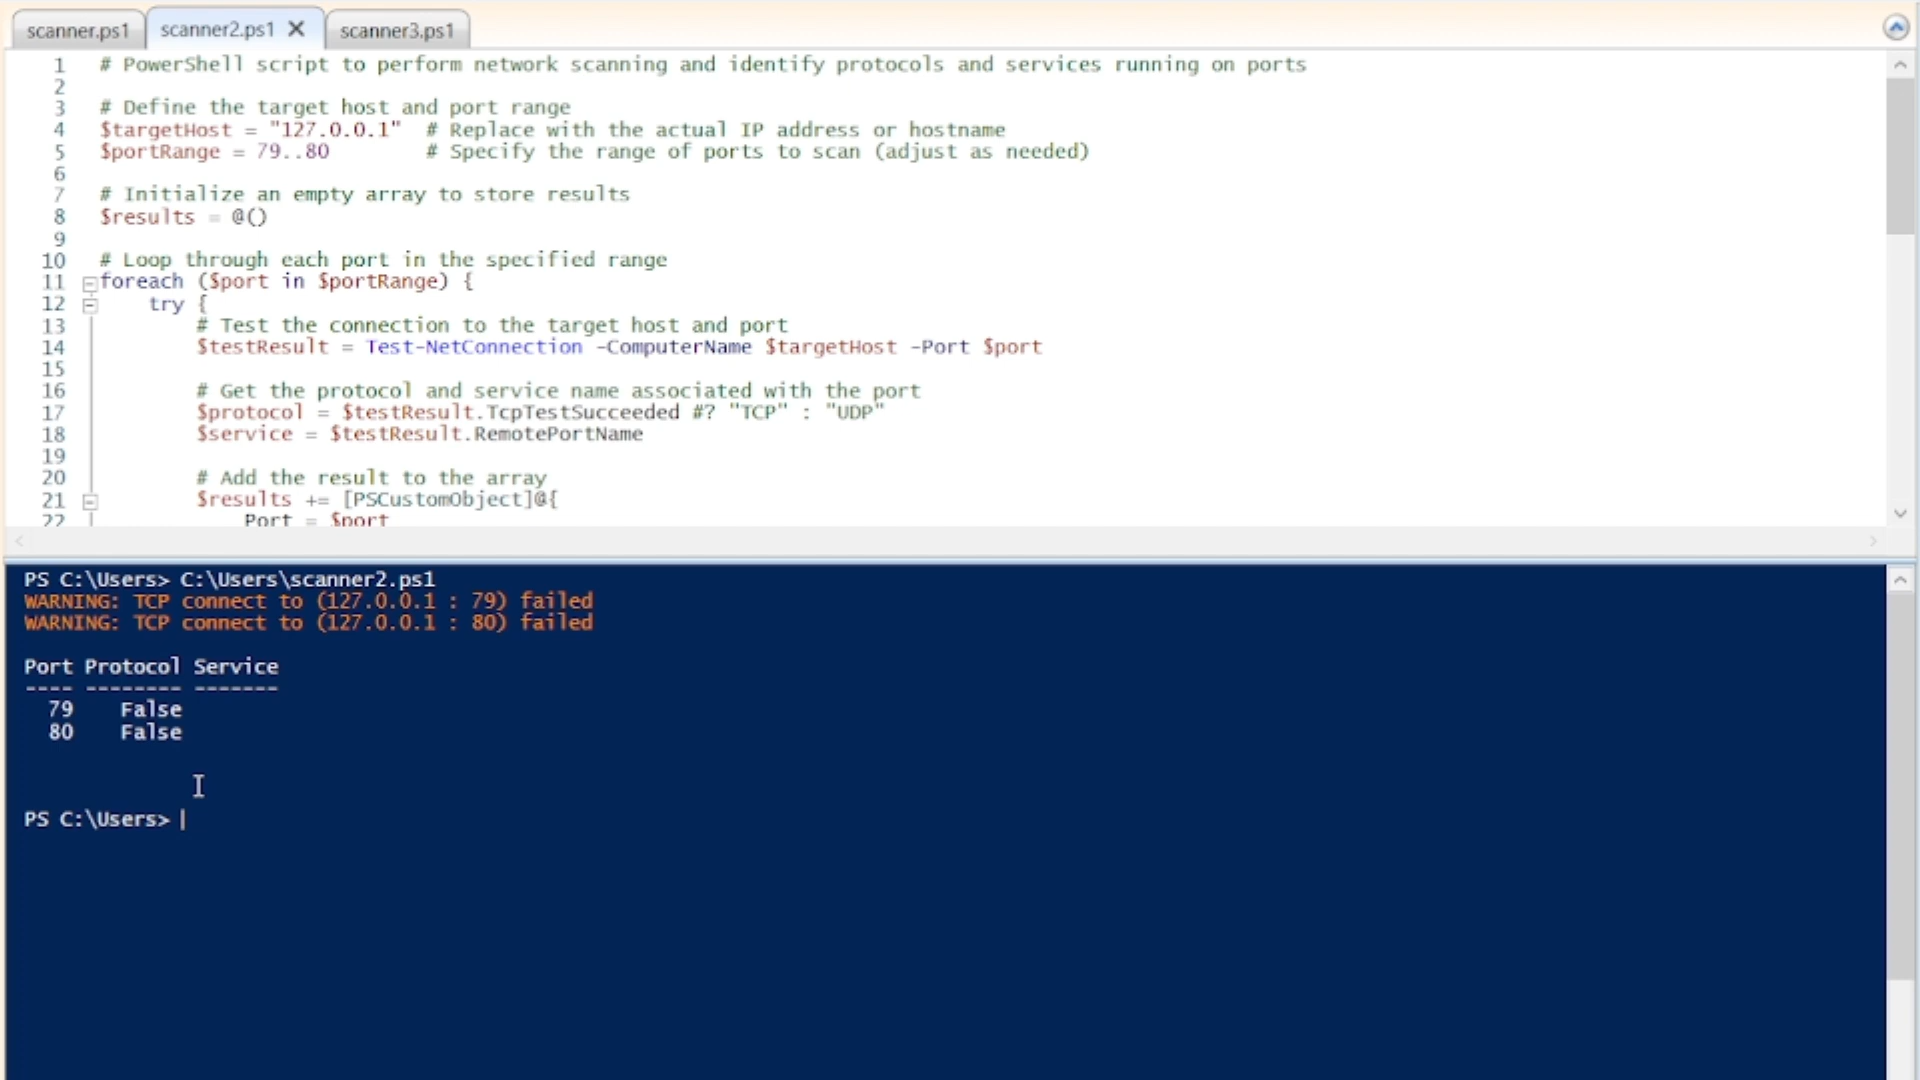 scanner.ps1 scanner2.ps1 X scanner3.ps1
1 # PowerShell script to perform network scanning and identify protocols and services running on ports
2
3 # Define the target host and port range
4 $targetHost = "127.0.0.1" # Replace with the actual IP address or hostname
5 $portRange = 79..80 # Specify the range of ports to scan (adjust as needed)
6
7 # Initialize an empty array to store results
8 $results = @()
9
10 # Loop through each port in the specified range
11 foreach ($port in $portRange) {
12 try {
13 # Test the connection to the target host and port
14 $testResult = Test-NetConnection -ComputerName $targetHost -Port $port
15
16 # Get the protocol and service name associated with the port
17 $protocol = $testResult.TcpTestSucceeded #? "TCP" : "UDP"
18 $service = $testResult.RemotePortName
19
20 # Add the result to the array
21 $results += [PSCustomObject]@{
22 Port = $port
PS C:\Users> C:\Users\scanner2.ps1
WARNING: TCP connect to (127.0.0.1 : 79) failed
WARNING: TCP connect to (127.0.0.1 : 80) failed
Port Protocol Service
---- -------- -------
79 False
80 False
PS C:\Users>